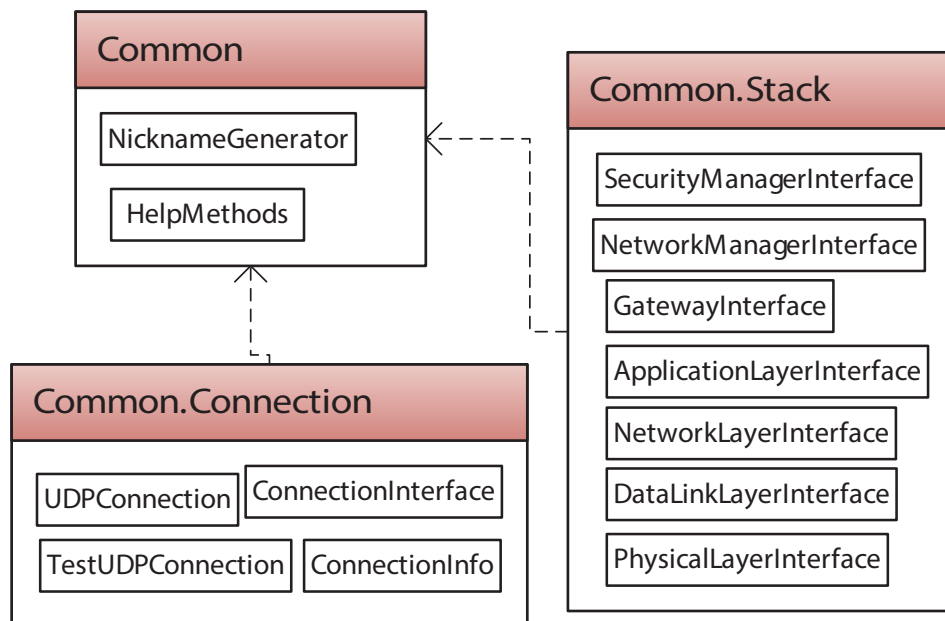 Common
NicknameGenerator
HelpMethods
Common.Stack
SecurityManagerInterface
NetworkManagerInterface
GatewayInterface
ApplicationLayerInterface
NetworkLayerInterface
DataLinkLayerInterface
PhysicalLayerInterface
Common.Connection
UDPConnection
ConnectionInterface
TestUDPConnection
ConnectionInfo